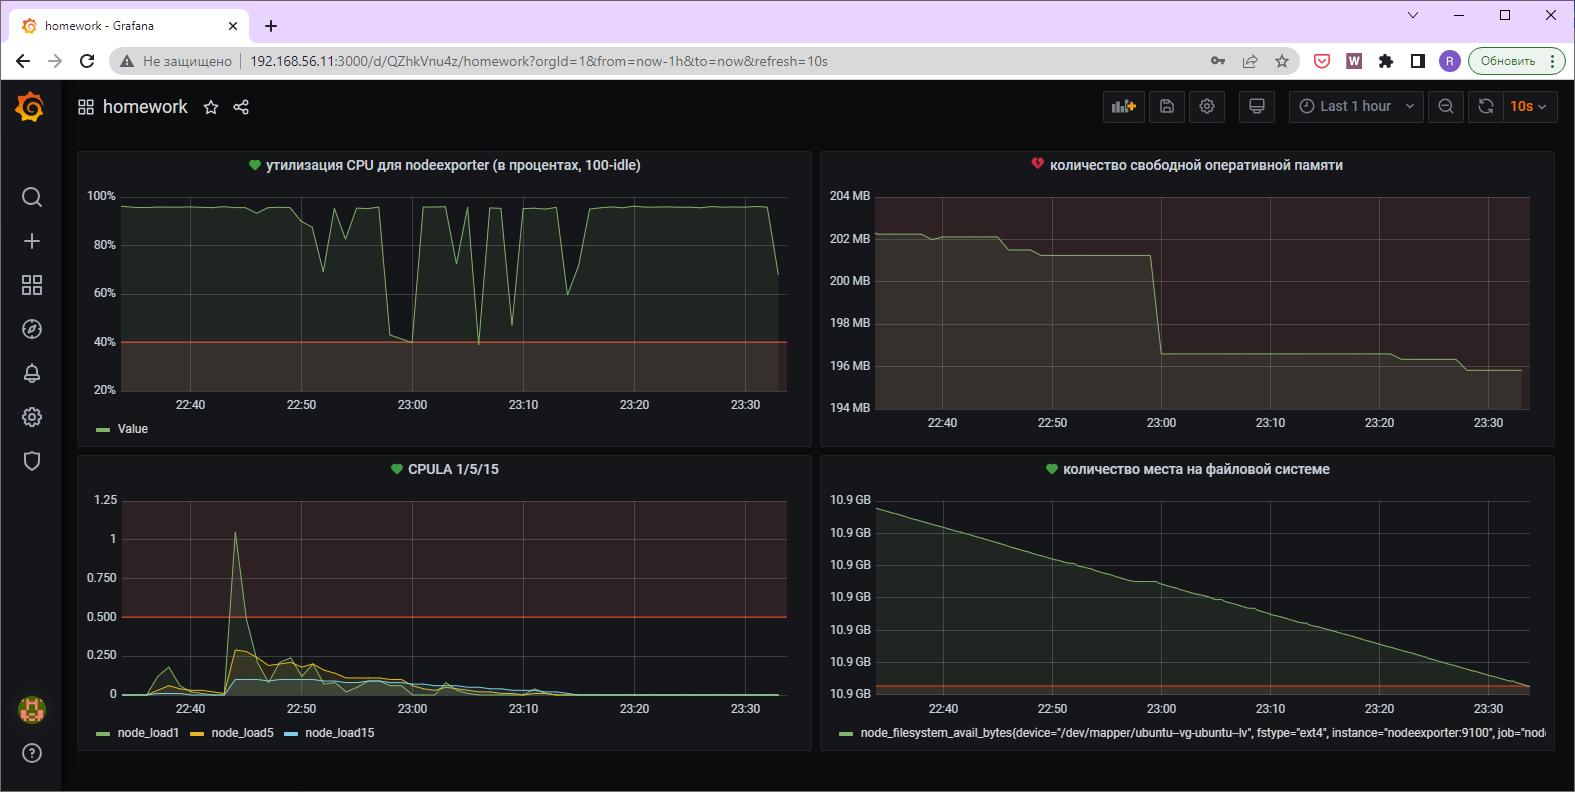 homework - Grafana
Не защищено
192.168.56.11:3000/d/QZhkVnu4z/homework?orgId=1&from=now-1h&to=now&refresh=10s
W
R
Обновить
homework
Last 1 hour
10s
утилизация CPU для nodeexporter (в процентах, 100-idle)
100%
80%
60%
40%
20%
22:40 22:50 23:00 23:10 23:20 23:30
Value
количество свободной оперативной памяти
204 MB
202 MB
200 MB
198 MB
196 MB
194 MB
22:40 22:50 23:00 23:10 23:20 23:30
CPULA 1/5/15
1.25
1
0.750
0.500
0.250
0
22:40 22:50 23:00 23:10 23:20 23:30
node_load1 node_load5 node_load15
количество места на файловой системе
10.9 GB
10.9 GB
10.9 GB
10.9 GB
10.9 GB
10.9 GB
10.9 GB
22:40 22:50 23:00 23:10 23:20 23:30
node_filesystem_avail_bytes{device="/dev/mapper/ubuntu--vg-ubuntu--lv", fstype="ext4", instance="nodeexporter:9100", job="nod